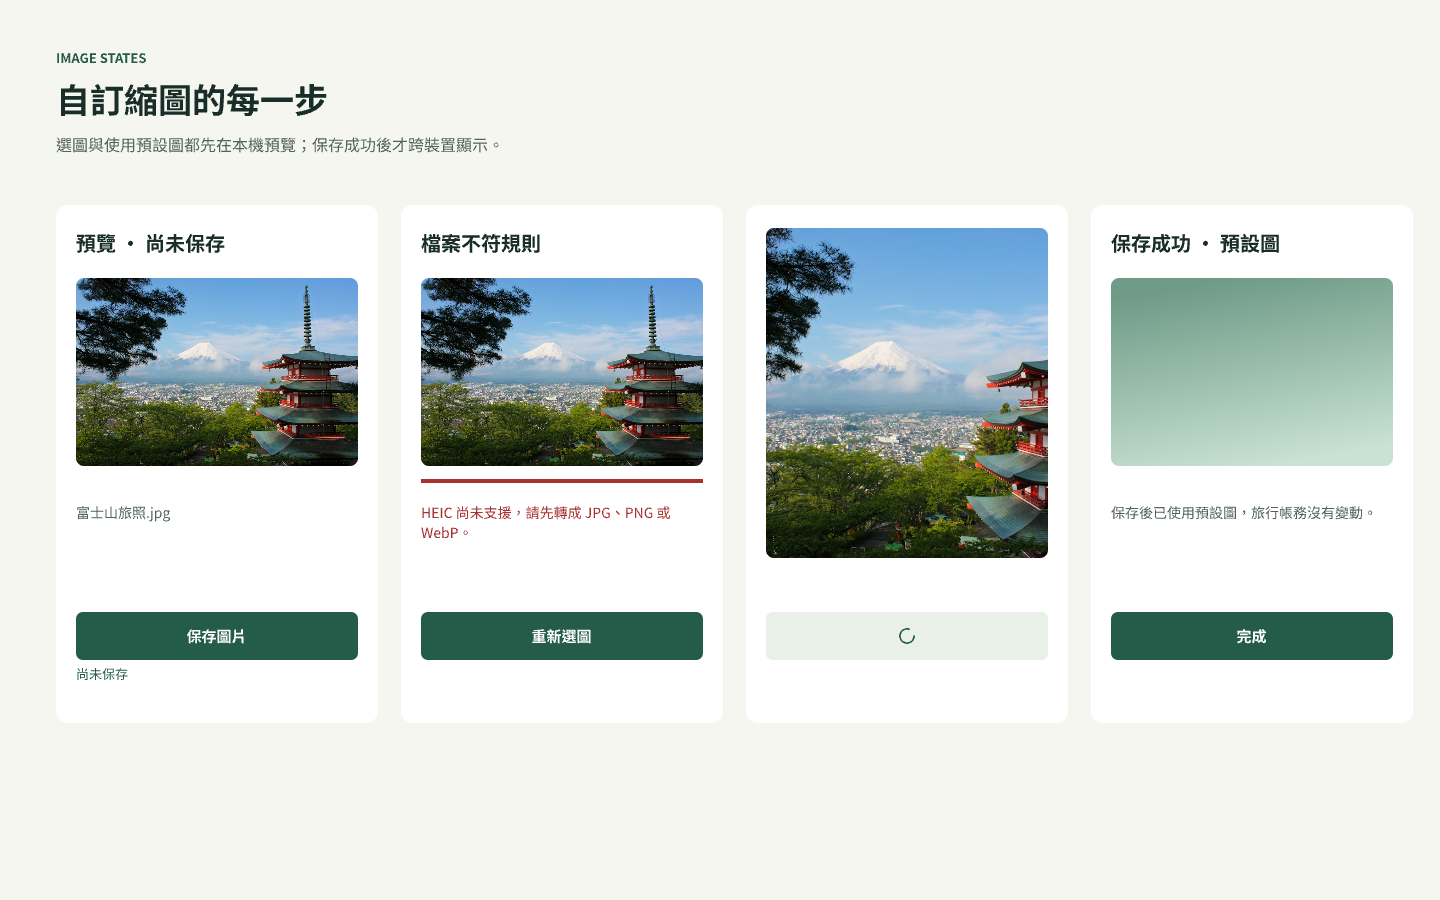 IMAGE STATES
自訂縮圖的每一步
選圖與使用預設圖都先在本機預覽；保存成功後才跨裝置顯示。
預覽 • 尚未保存
富士山旅照.jpg
保存圖片
尚未保存
檔案不符規則
HEIC 尚未支援，請先轉成 JPG、PNG 或
WebP。
重新選圖
保存成功 • 預設圖
保存後已使用預設圖，旅行帳務沒有變動。
完成